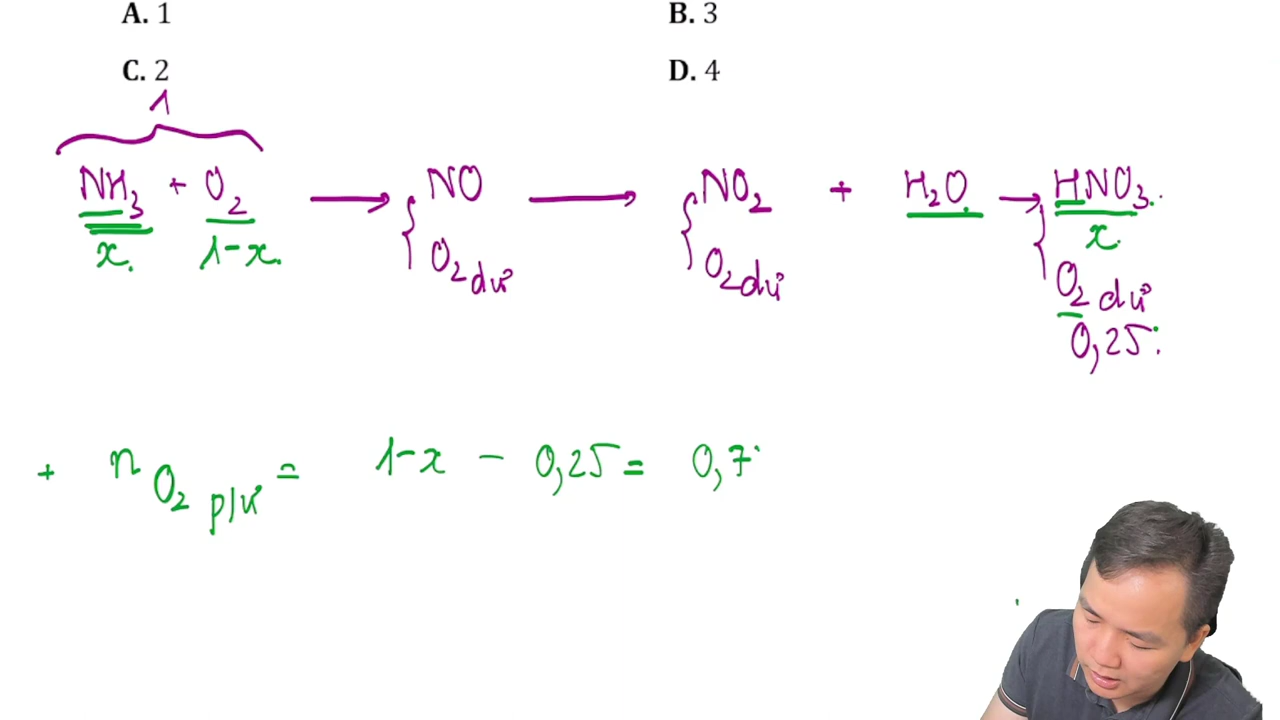 A. 1
B. 3
C. 2
D. 4
1
NH₃ + O₂ → { NO → { NO₂ + H₂O → { HNO₃
x 1-x x
O₂ dư O₂ dư O₂ dư
0,25
+ n O₂ p/ư = 1-x - 0,25 = 0,7